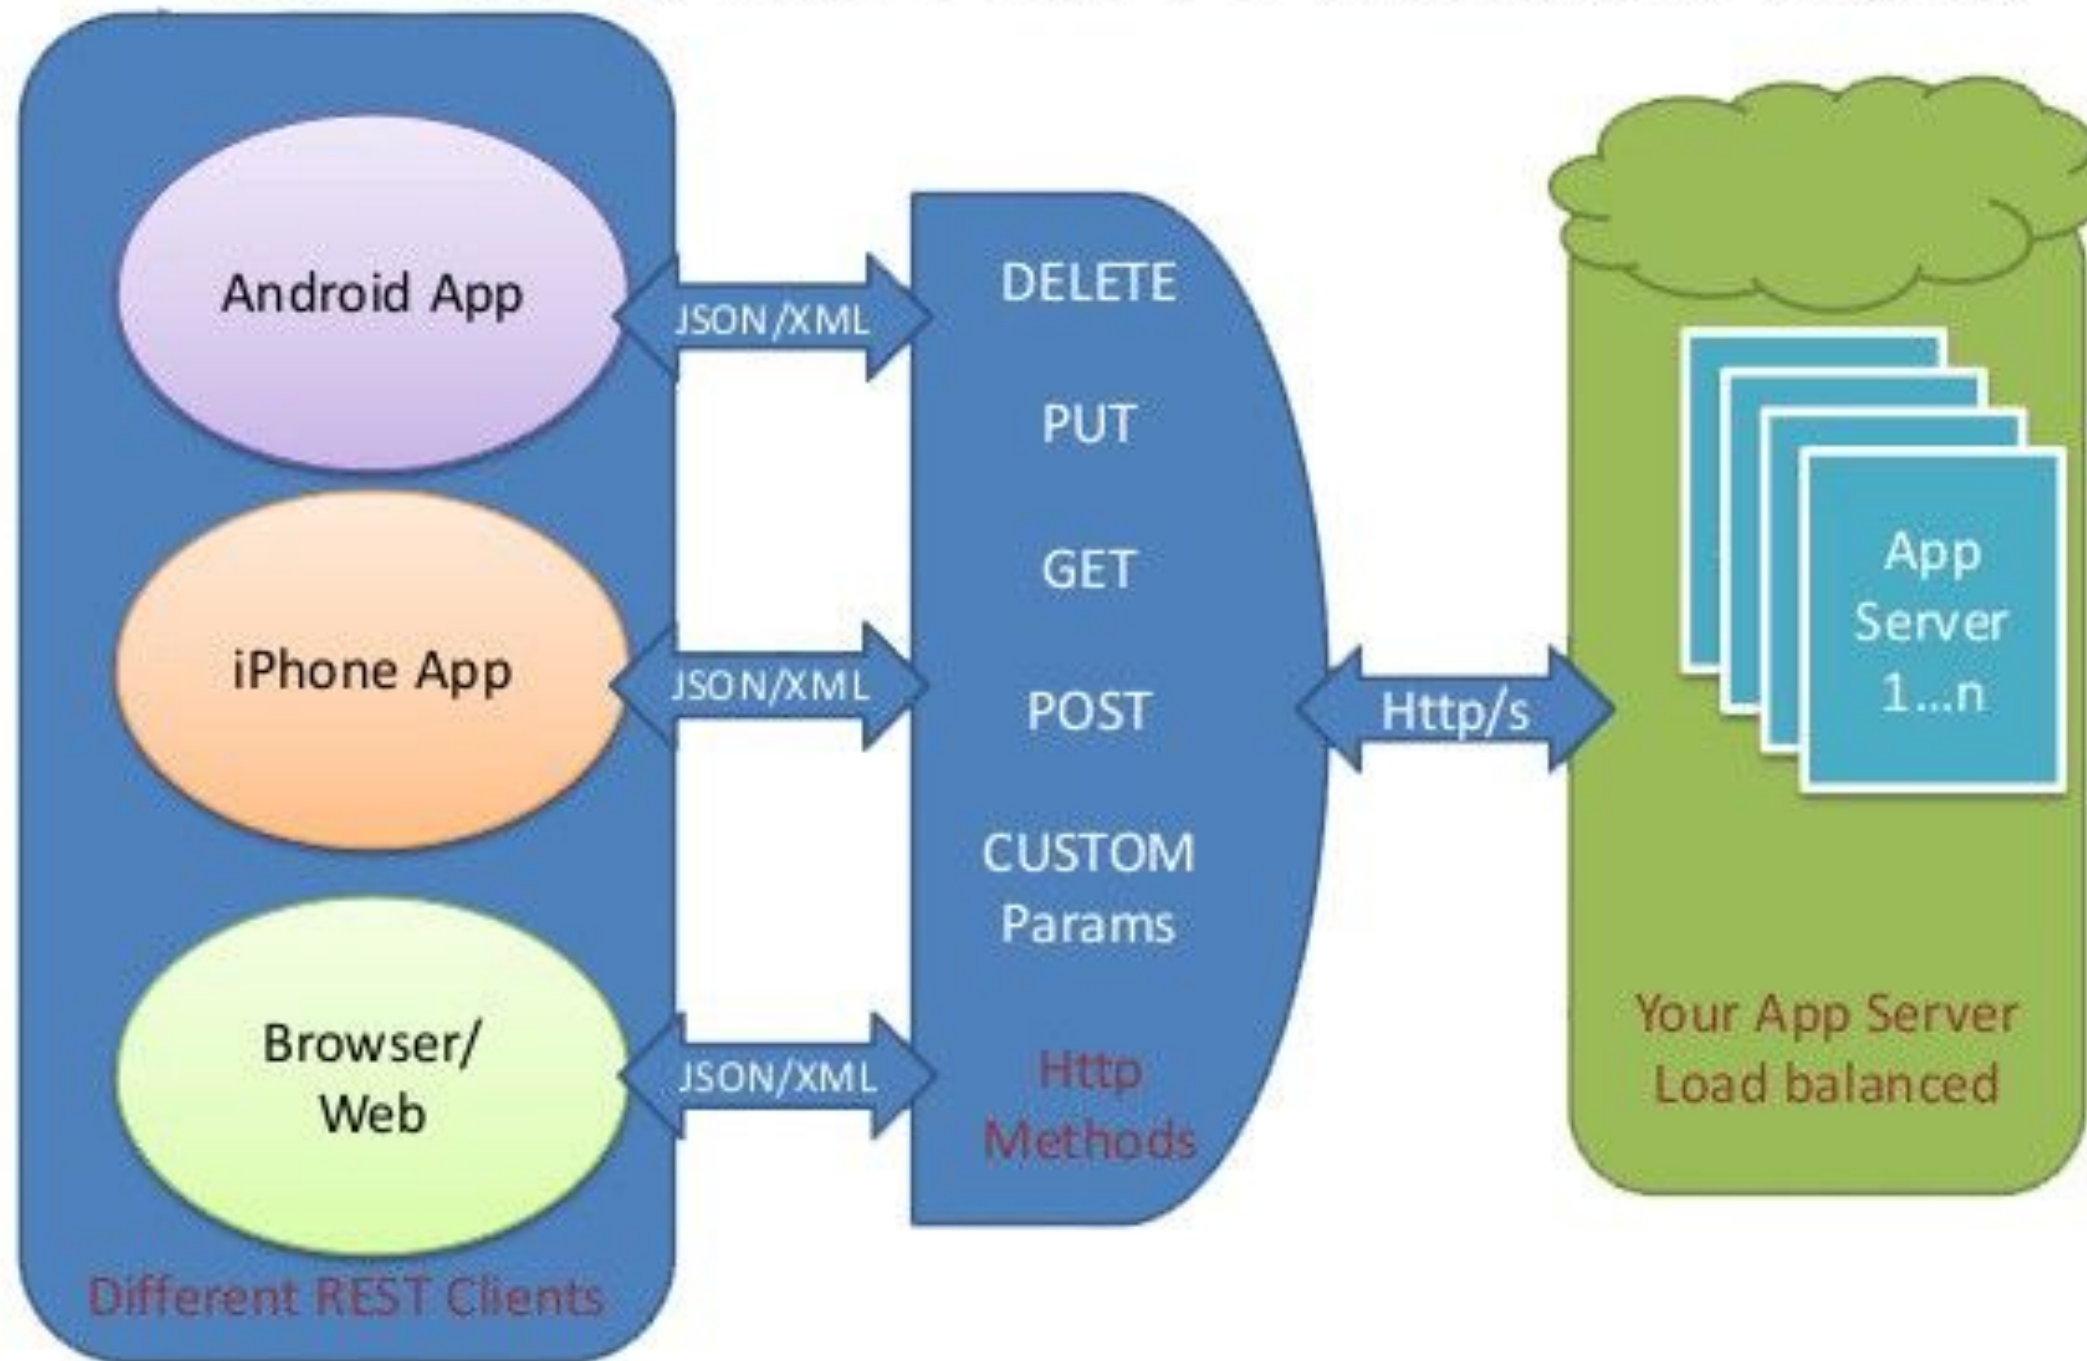 Android App
JSON/XML
iPhone App
JSON/XML
Browser/
Web
JSON/XML
Different REST Clients
DELETE
PUT
GET
POST
CUSTOM
Params
Http
Methods
Http/s
App
Server
1...n
Your App Server
Load balanced